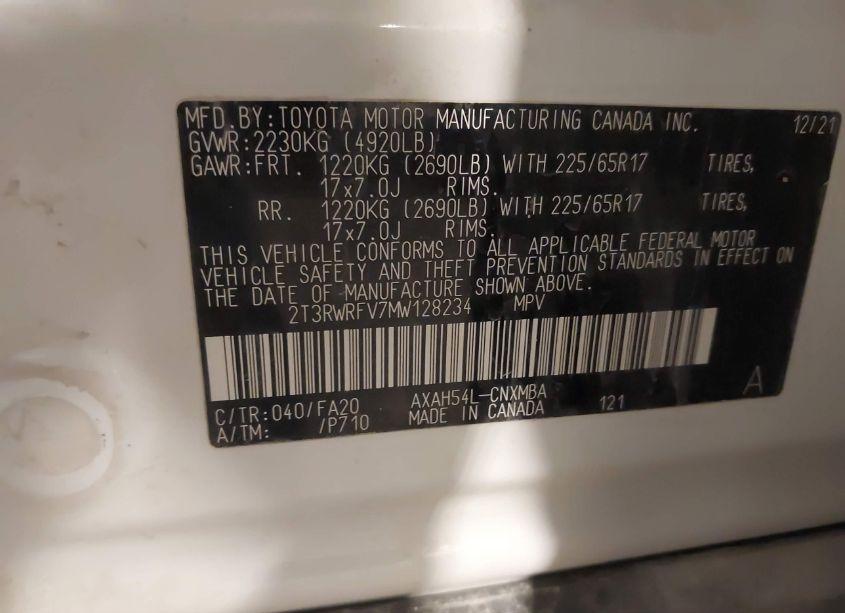 MFD.BY:TOYOTA MOTOR MANUFACTURING CANADA INC. 12/21
GVWR:2230KG (4920LB)
GAWR:FRT. 1220KG (2690LB) WITH 225/65R17 TIRES,
17x7.0J RIMS.
RR. 1220KG (2690LB) WITH 225/65R17 TIRES,
17x7.0J RIMS.
THIS VEHICLE CONFORMS TO ALL APPLICABLE FEDERAL MOTOR
VEHICLE SAFETY AND THEFT PREVENTION STANDARDS IN EFFECT ON
THE DATE OF MANUFACTURE SHOWN ABOVE.
2T3RWRFV7MW128234 MPV
C/TR:040/FA20 AXAH54L-CNXMBA 121 A
A/TM: /P710 MADE IN CANADA